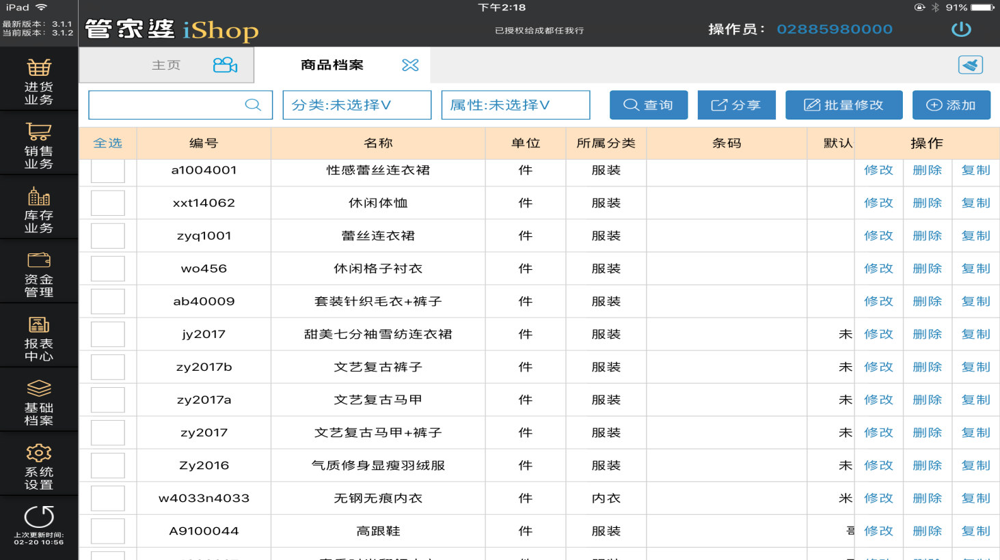 iPad
下午2:18
91%
最新版本: 3.1.1
当前版本: 3.1.2
管家婆 iShop
已授权给成都任我行
操作员: 02885980000
主页
商品档案
分类:未选择V
属性:未选择V
查询
分享
批量修改
添加
进货
业务
销售
业务
库存
业务
资金
管理
报表
中心
基础
档案
系统
设置
上次更新时间:
02-20 10:56
全选 编号 名称 单位 所属分类 条码 默认 操作
a1004001 性感蕾丝连衣裙 件 服装 修改 删除 复制
xxt14062 休闲体恤 件 服装 修改 删除 复制
zyq1001 蕾丝连衣裙 件 服装 修改 删除 复制
wo456 休闲格子衬衣 件 服装 修改 删除 复制
ab40009 套装针织毛衣+裤子 件 服装 修改 删除 复制
jy2017 甜美七分袖雪纺连衣裙 件 服装 未 修改 删除 复制
zy2017b 文艺复古裤子 件 服装 未 修改 删除 复制
zy2017a 文艺复古马甲 件 服装 未 修改 删除 复制
zy2017 文艺复古马甲+裤子 件 服装 未 修改 删除 复制
Zy2016 气质修身显瘦羽绒服 件 服装 未 修改 删除 复制
w4033n4033 无钢无痕内衣 件 内衣 米 修改 删除 复制
A9100044 高跟鞋 件 服装 修改 删除 复制